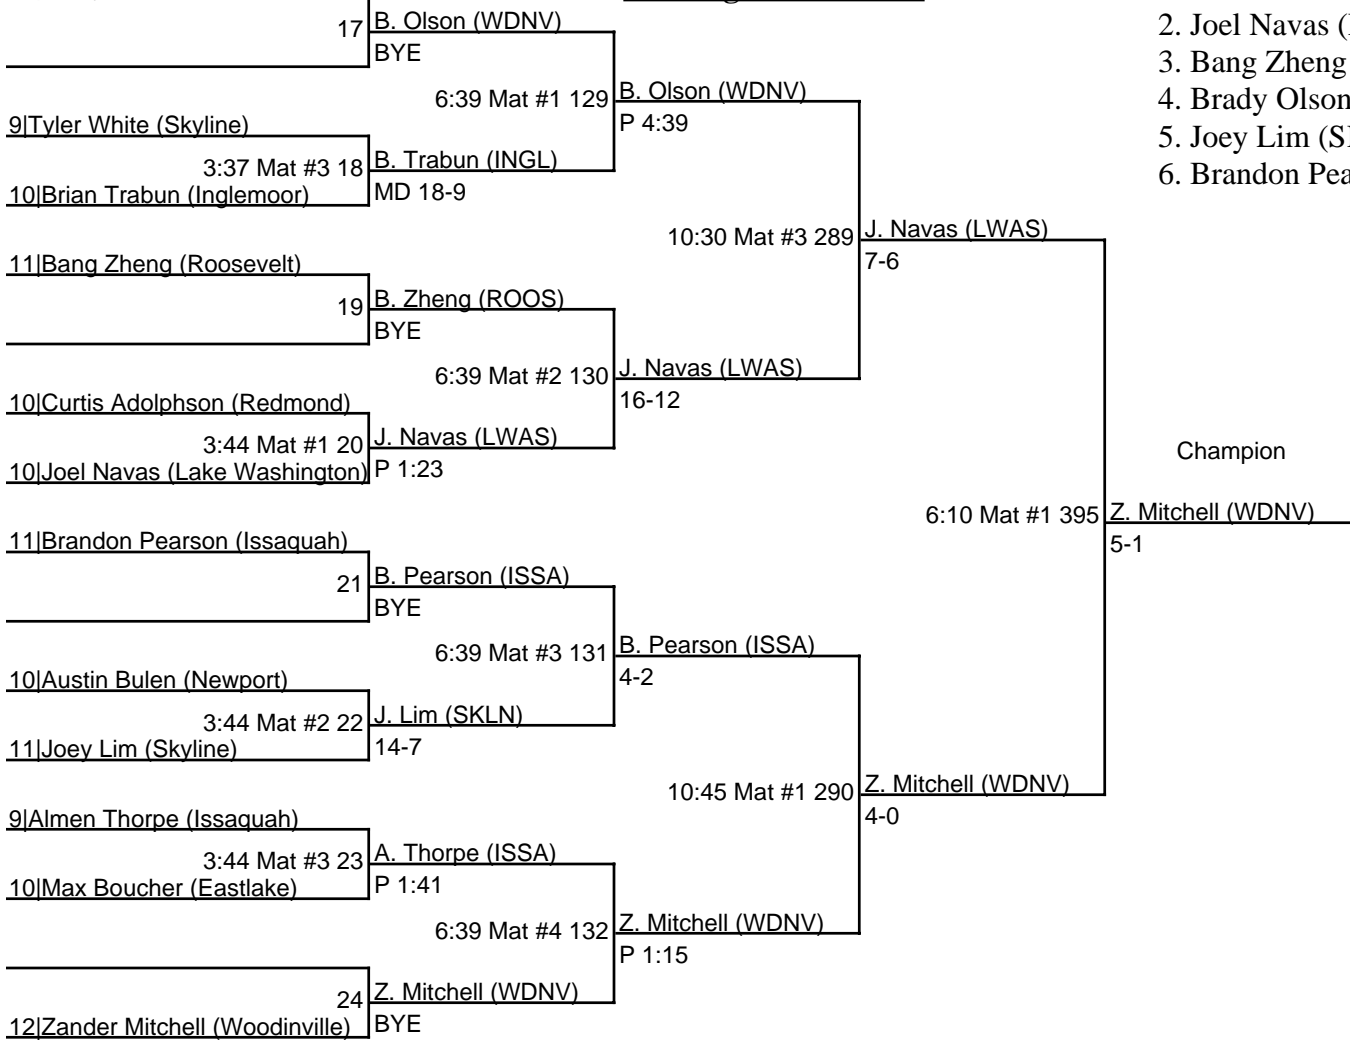 17 B. Olson (WDNV)
BYE
2. Joel Navas (
3. Bang Zheng
4. Brady Olson
5. Joey Lim (
6. Brandon
6:39 Mat #1 129 B. Olson (WDNV)
P 4:39
9|Tyler White (Skyline)
3:37 Mat #3 18 B. Trabun (INGL)
10|Brian Trabun (Inglemoor) MD 18-9
10:30 Mat #3 289 J. Navas (LWAS)
7-6
11|Bang Zheng (Roosevelt)
19 B. Zheng (ROOS)
BYE
6:39 Mat #2 130 J. Navas (LWAS)
16-12
10|Curtis Adolphson (Redmond)
3:44 Mat #1 20 J. Navas (LWAS)
10|Joel Navas (Lake Washington) P 1:23
Champion
6:10 Mat #1 395 Z. Mitchell (WDNV)
5-1
11|Brandon Pearson (Issaquah)
21 B. Pearson (ISSA)
BYE
6:39 Mat #3 131 B. Pearson (ISSA)
4-2
10|Austin Bulen (Newport)
3:44 Mat #2 22 J. Lim (SKLN)
11|Joey Lim (Skyline) 14-7
10:45 Mat #1 290 Z. Mitchell (WDNV)
4-0
9|Almen Thorpe (Issaquah)
3:44 Mat #3 23 A. Thorpe (ISSA)
10|Max Boucher (Eastlake) P 1:41
6:39 Mat #4 132 Z. Mitchell (WDNV)
P 1:15
24 Z. Mitchell (WDNV)
12|Zander Mitchell (Woodinville) BYE